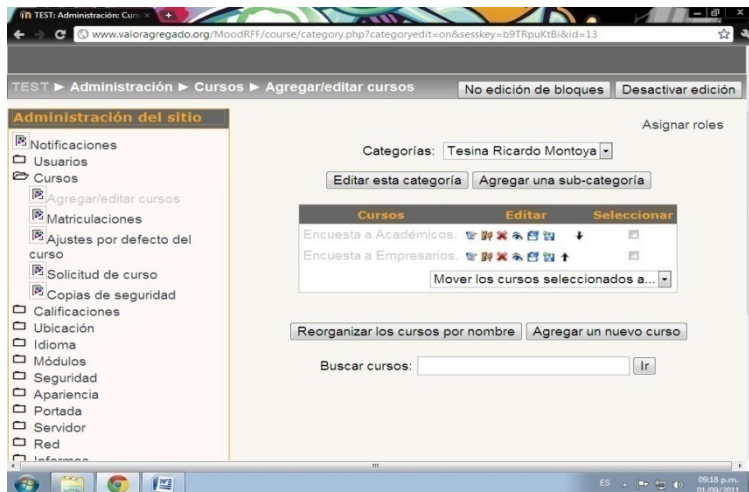 TEST: Administración: Curs
www.valoragregado.org/MoodRFF/course/category.php?categoryedit=on&sesskey=b9TRpuKtBi&id=13
TEST ► Administración ► Cursos ► Agregar/editar cursos
No edición de bloques
Desactivar edición
Administración del sitio
Notificaciones
Usuarios
Cursos
Agregar/editar cursos
Matriculaciones
Ajustes por defecto del
curso
Solicitud de curso
Copias de seguridad
Calificaciones
Ubicación
Idioma
Módulos
Seguridad
Apariencia
Portada
Servidor
Red
Informes
Asignar roles
Categorías: Tesina Ricardo Montoya
Editar esta categoría
Agregar una sub-categoría
Cursos Editar Seleccionar
Encuesta a Académicos.
Encuesta a Empresarios.
Mover los cursos seleccionados a...
Reorganizar los cursos por nombre
Agregar un nuevo curso
Buscar cursos:
Ir
ES
09:18 p.m.
01/09/2011